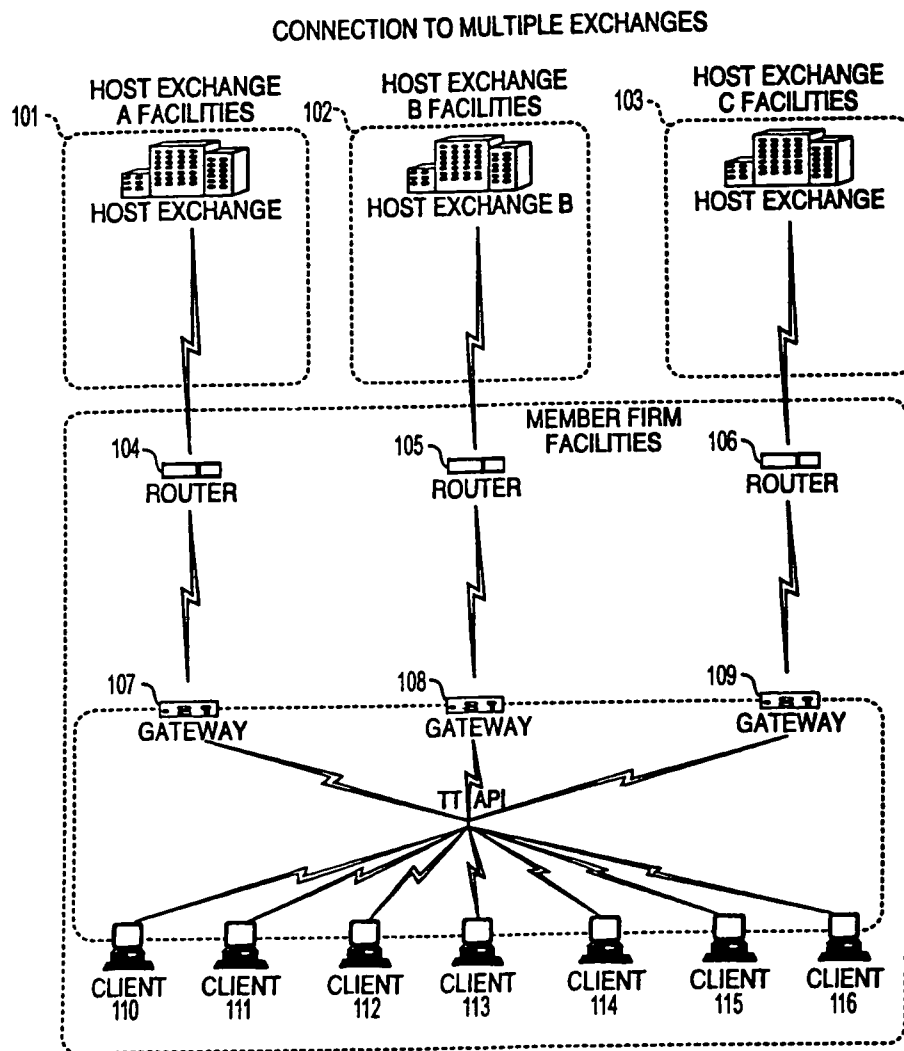 CONNECTION TO MULTIPLE EXCHANGES
HOST EXCHANGE
A FACILITIES
HOST EXCHANGE
B FACILITIES
HOST EXCHANGE
C FACILITIES
101
102
103
HOST EXCHANGE
HOST EXCHANGE B
HOST EXCHANGE
MEMBER FIRM
FACILITIES
104
105
106
ROUTER
ROUTER
ROUTER
107
108
109
GATEWAY
GATEWAY
GATEWAY
TT API
CLIENT
110
CLIENT
111
CLIENT
112
CLIENT
113
CLIENT
114
CLIENT
115
CLIENT
116